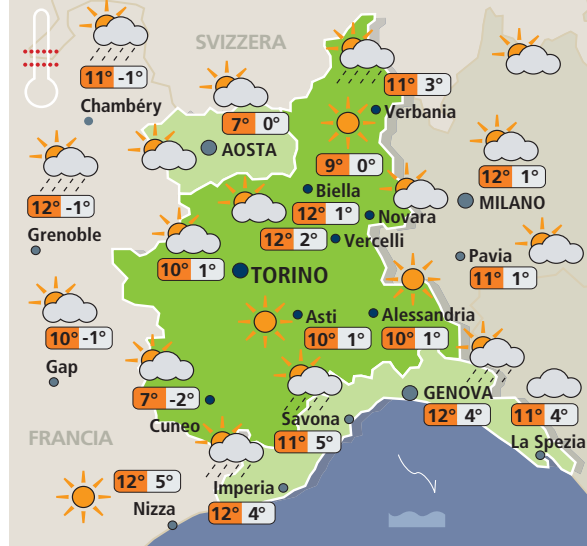 SVIZZERA
11° -1°
Chambéry
11° 3°
Verbania
7° 0°
AOSTA
9° 0°
Biella
12° 1°
MILANO
12° -1°
Grenoble
12° 1°
Novara
12° 2°
Vercelli
10° 1°
TORINO
Pavia
11° 1°
10° -1°
Gap
Asti
10° 1°
Alessandria
10° 1°
7° -2°
Cuneo
GENOVA
12° 4°
11° 4°
La Spezia
Savona
11° 5°
FRANCIA
12° 5°
Nizza
Imperia
12° 4°